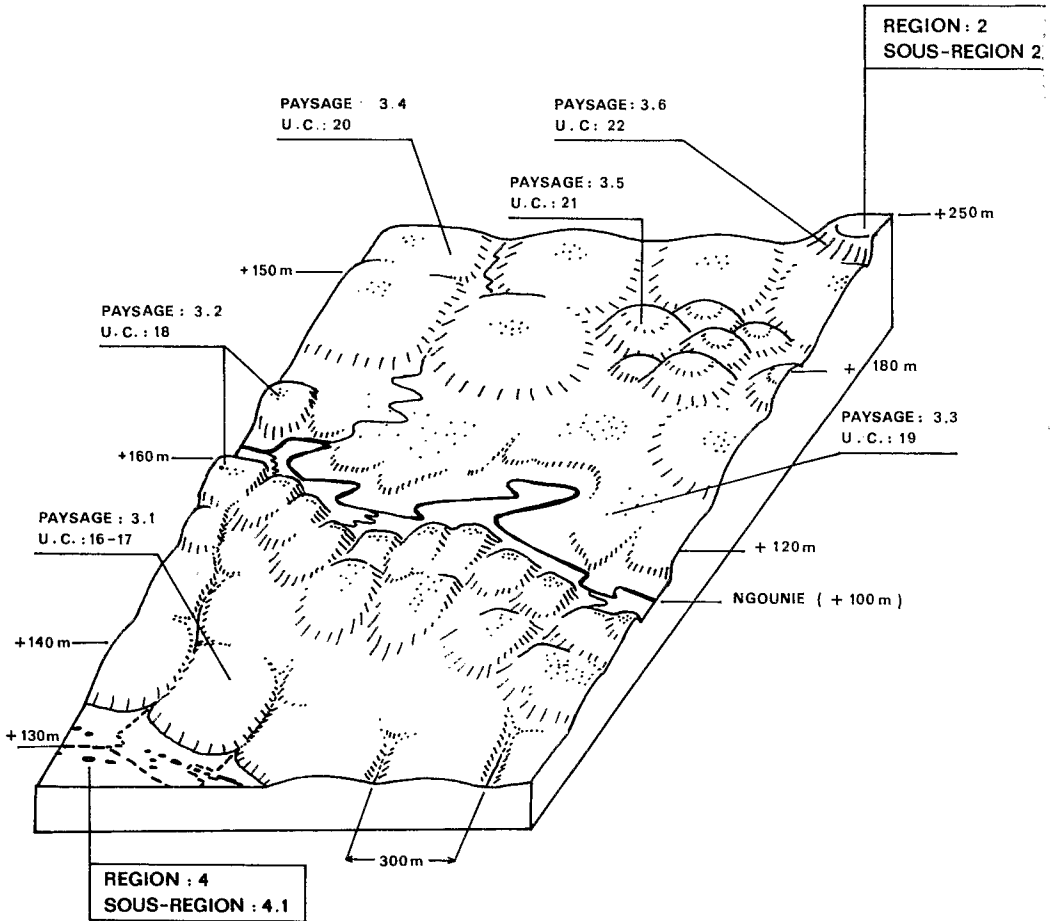 REGION : 2
SOUS-REGION 2
PAYSAGE 3.4
U.C.: 20
PAYSAGE: 3.6
U.C: 22
PAYSAGE: 3.5
U.C.: 21
+250m
+150m
PAYSAGE: 3.2
U.C.: 18
+ 180m
PAYSAGE: 3.3
U.C.: 19
+160m
PAYSAGE: 3.1
U.C.: 16-17
+ 120m
NGOUNIE ( + 100m )
+140m
+130m
300m
REGION : 4
SOUS-REGION : 4.1